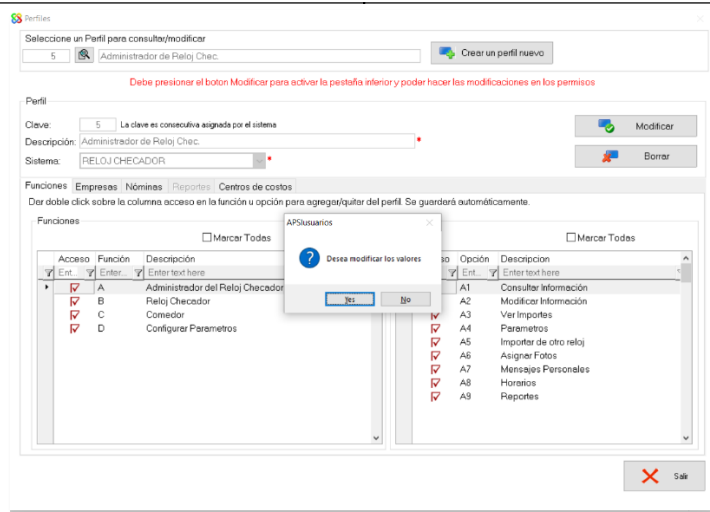 Perfiles
Seleccione un Perfil para consultar/modificar
5 Administrador de Reloj Chec. Crear un perfil nuevo
Debe presionar el boton Modificar para activar la pestaña inferior y poder hacer las modificaciones en los permisos
Perfil
Clave: 5 La clave es consecutiva asignada por el sistema Modificar
Descripción: Administrador de Reloj Chec. *
Sistema: RELOJ CHECADOR * Borrar
Funciones Empresas Nóminas Reportes Centros de costos
Dar doble click sobre la columna acceso en la función u opción para agregar/quitar del perfil. Se guardará automáticamente.
Funciones
Marcar Todas
Acceso Función Descripción
Ent... Enter... Enter text here
A Administrador del Reloj Checador
B Reloj Checador
C Comedor
D Configurar Parametros
APSIusuarios
? Desea modificar los valores
Yes No
Marcar Todas
so Opción Descripcion
Ent... Enter text here
A1 Consultar Información
A2 Modificar Información
A3 Ver Importes
A4 Parametros
A5 Importar de otro reloj
A6 Asignar Fotos
A7 Mensajes Personales
A8 Horarios
A9 Reportes
Salir